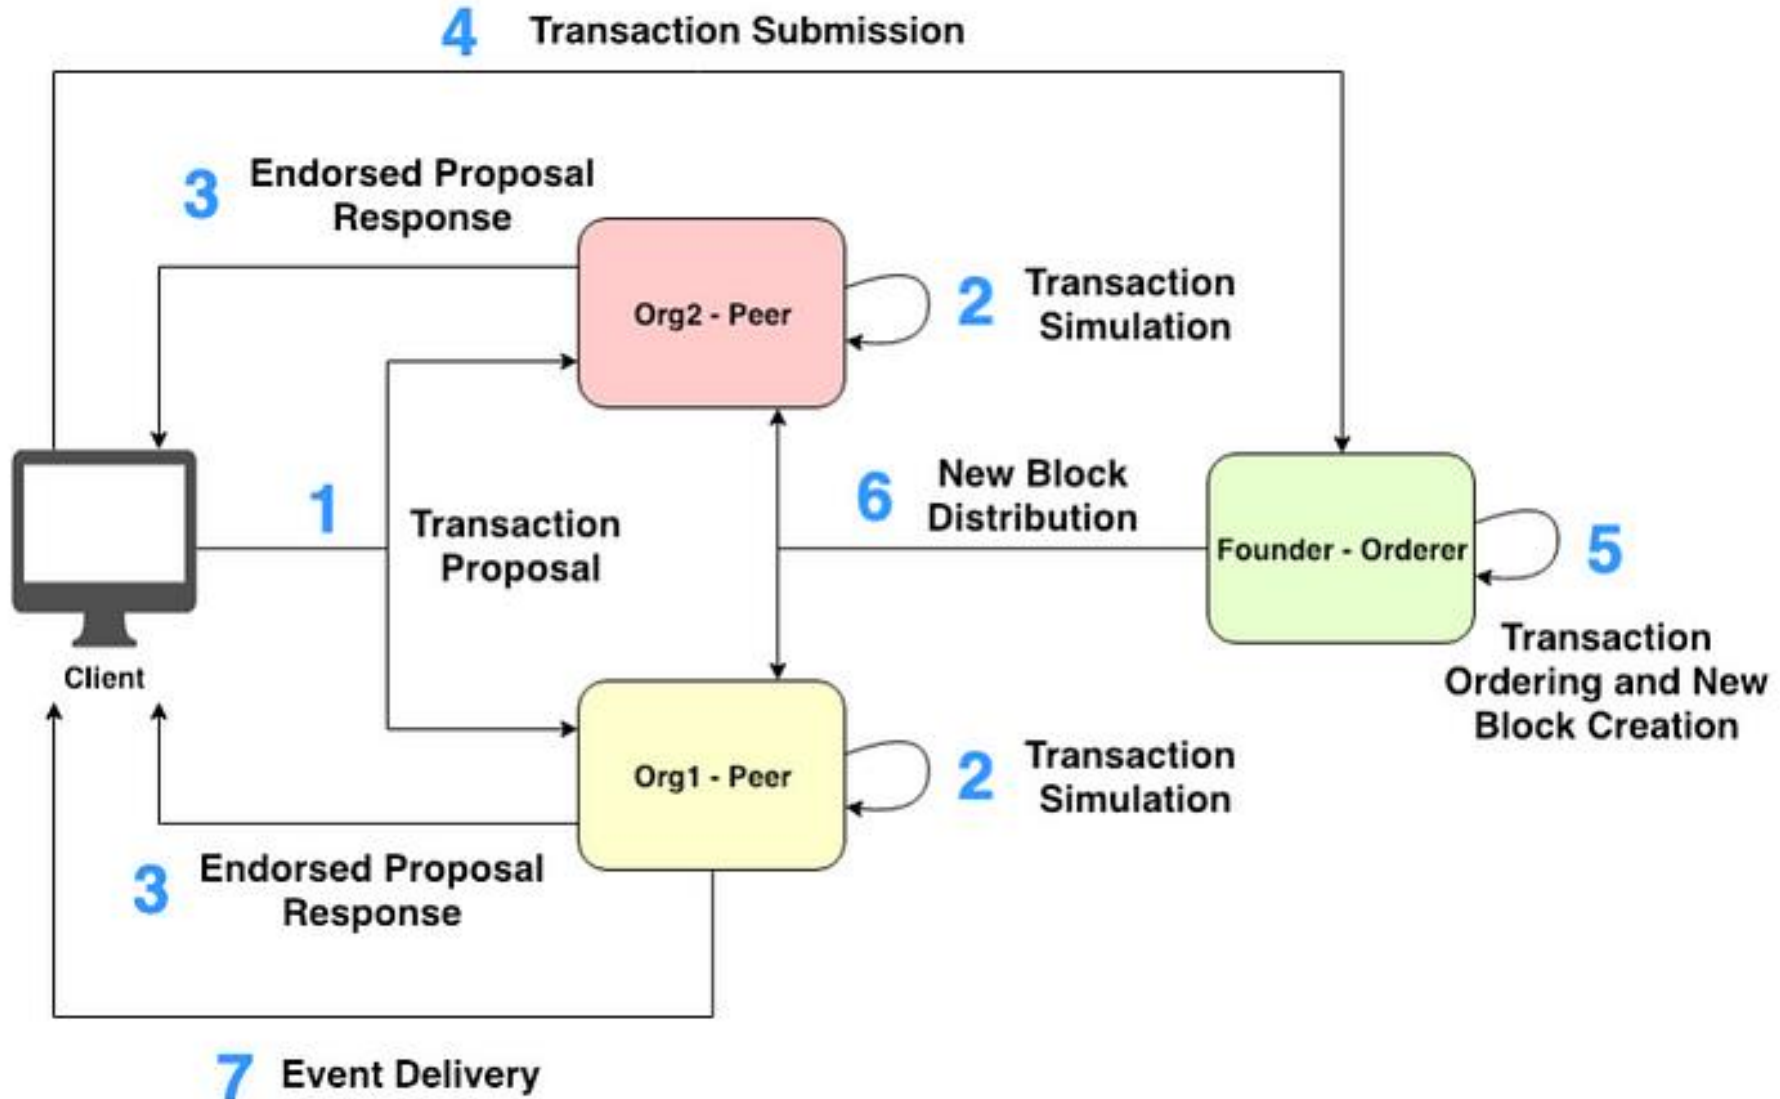 4 Transaction Submission
3 Endorsed Proposal
Response
Org2 - Peer
2 Transaction
Simulation
1 Transaction
Proposal
6 New Block
Distribution
Founder - Orderer
5
Transaction
Ordering and New
Block Creation
Client
Org1 - Peer
2 Transaction
Simulation
3 Endorsed Proposal
Response
7 Event Delivery